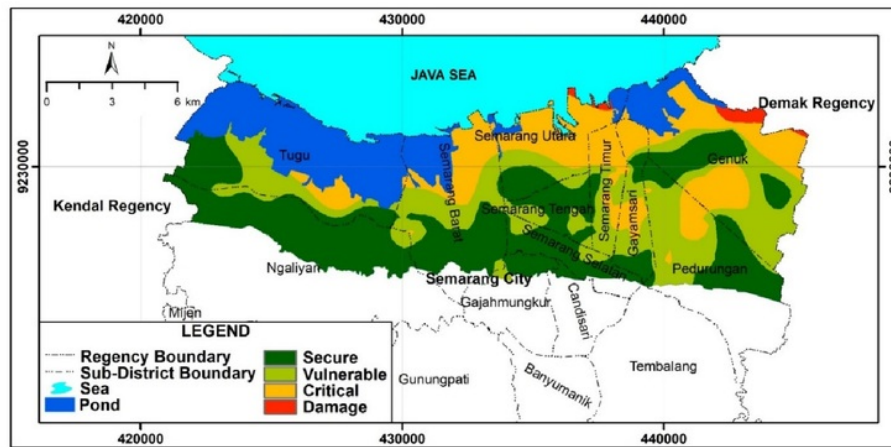 420000 430000 440000
N
0 3 6 km
JAVA SEA
Demak Regency
Semarang Utara
Tugu
Semarang Barat
Semarang Timur
Genuk
9230000
Kendal Regency
Semarang Tengah
Gayamsari
Semarang Selatan
Ngaliyan
Semarang City
Pedurungan
Gajahmungkur
Candisari
Mijen
Tembalang
Gunungpati
Banyumanik
LEGEND
Regency Boundary
Sub-District Boundary
Sea
Pond
Secure
Vulnerable
Critical
Damage
420000 430000 440000